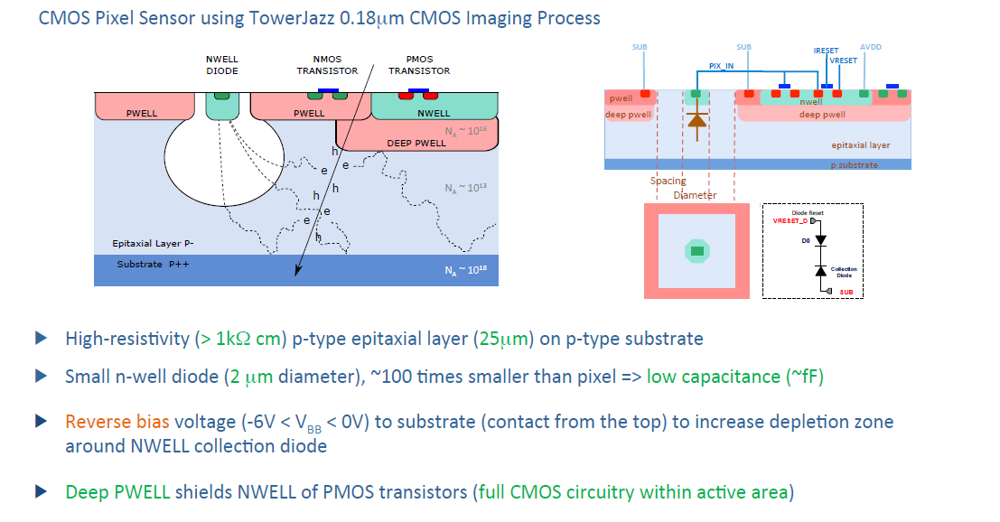 CMOS Pixel Sensor using TowerJazz 0.18μm CMOS Imaging Process
NWELL
DIODE
NMOS
TRANSISTOR
PMOS
TRANSISTOR
PWELL
PWELL
NWELL
N_A ~ 10^16
DEEP PWELL
h
e
e
h
h
e
e
h
N_A ~ 10^13
Epitaxial Layer P-
Substrate P++
N_A ~ 10^18
SUB
SUB
IRESET
AVDD
VRESET
PIX_IN
pwell
nwell
deep pwell
deep pwell
epitaxial layer
p substrate
Spacing
Diameter
Diode Reset
VRESET_D
D0
Collection
Diode
SUB
High-resistivity (> 1kΩ cm) p-type epitaxial layer (25μm) on p-type substrate
Small n-well diode (2 μm diameter), ~100 times smaller than pixel => low capacitance (~fF)
Reverse bias voltage (-6V < V_BB < 0V) to substrate (contact from the top) to increase depletion zone
around NWELL collection diode
Deep PWELL shields NWELL of PMOS transistors (full CMOS circuitry within active area)